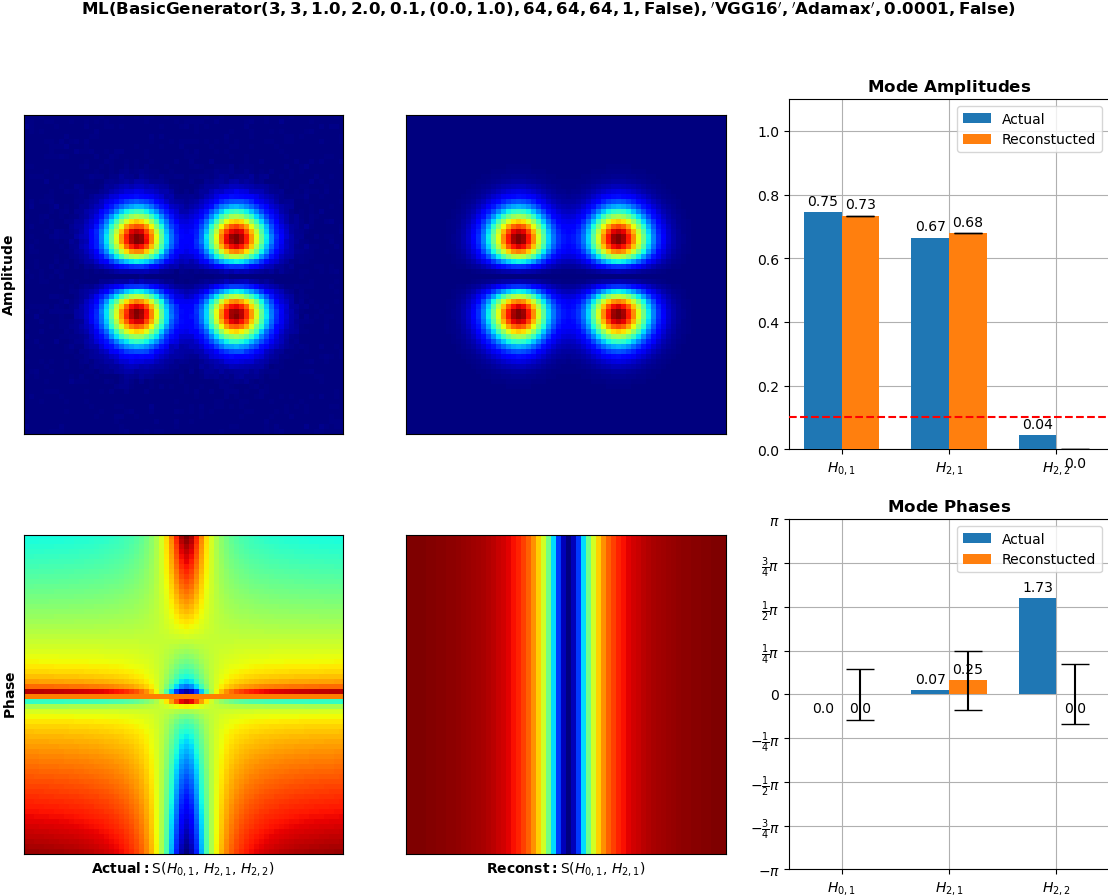 ML(BasicGenerator(3, 3, 1.0, 2.0, 0.1, (0.0, 1.0), 64, 64, 64, 1, False), ′VGG16′, ′Adamax′, 0.0001, False)
Amplitude
Mode Amplitudes
Actual
Reconstucted
1.0
0.8
0.6
0.4
0.2
0.0
0.75
0.73
0.67
0.68
0.04
0.0
H₀,₁
H₂,₁
H₂,₂
Phase
Actual: S(H₀,₁, H₂,₁, H₂,₂)
Reconst: S(H₀,₁, H₂,₁)
Mode Phases
Actual
Reconstucted
π
3/4π
1/2π
1/4π
0
−1/4π
−1/2π
−3/4π
−π
0.0
0.0
0.07
0.25
1.73
0.0
H₀,₁
H₂,₁
H₂,₂